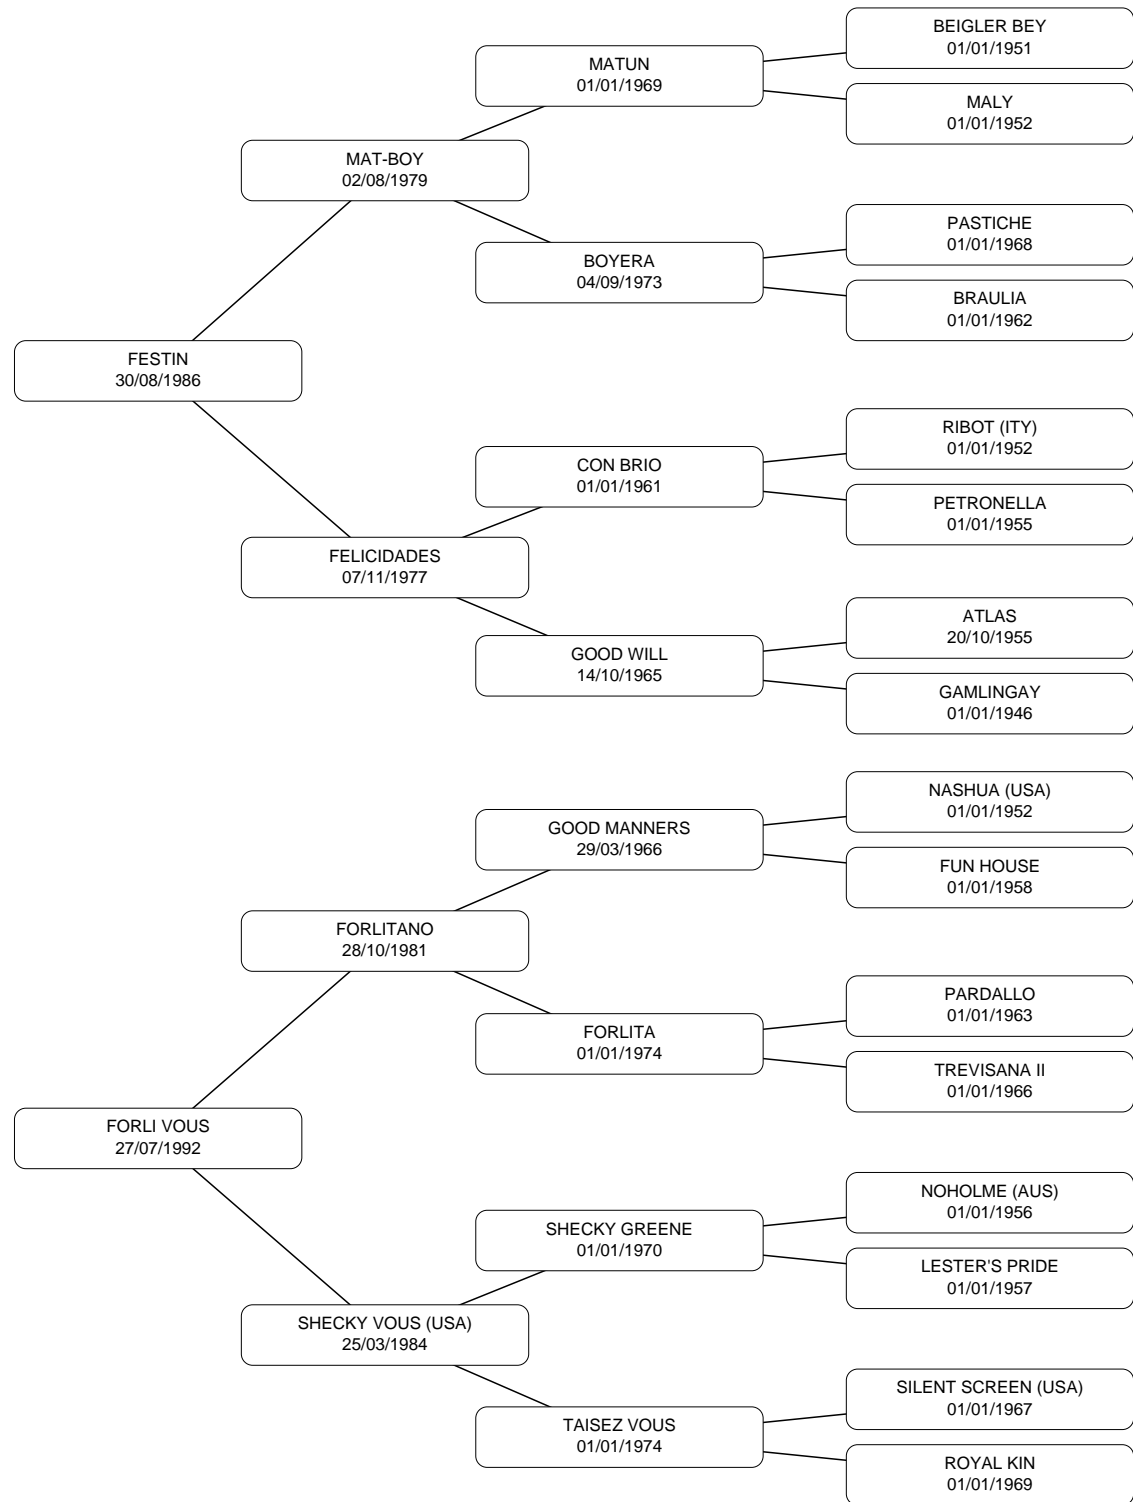 BEIGLER BEY
01/01/1951
MATUN
01/01/1969
MALY
01/01/1952
MAT-BOY
02/08/1979
PASTICHE
01/01/1968
BOYERA
04/09/1973
BRAULIA
01/01/1962
FESTIN
30/08/1986
RIBOT (ITY)
01/01/1952
CON BRIO
01/01/1961
PETRONELLA
01/01/1955
FELICIDADES
07/11/1977
ATLAS
20/10/1955
GOOD WILL
14/10/1965
GAMLINGAY
01/01/1946
NASHUA (USA)
01/01/1952
GOOD MANNERS
29/03/1966
FUN HOUSE
01/01/1958
FORLITANO
28/10/1981
PARDALLO
01/01/1963
FORLITA
01/01/1974
TREVISANA II
01/01/1966
FORLI VOUS
27/07/1992
NOHOLME (AUS)
01/01/1956
SHECKY GREENE
01/01/1970
LESTER'S PRIDE
01/01/1957
SHECKY VOUS (USA)
25/03/1984
SILENT SCREEN (USA)
01/01/1967
TAISEZ VOUS
01/01/1974
ROYAL KIN
01/01/1969